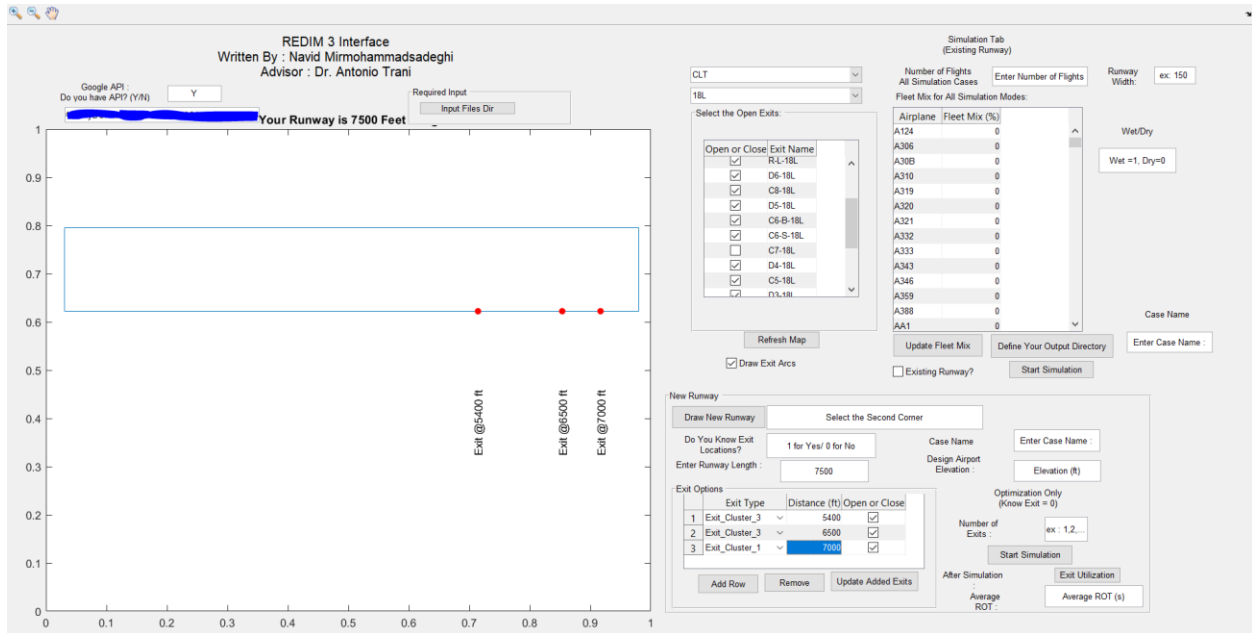 REDIM 3 Interface
Written By : Navid Mirmohammadsadeghi
Advisor : Dr. Antonio Trani
Google API :
Do you have API? (Y/N)
Y
Required Input
Input Files Dir
Your Runway is 7500 Feet
1
0.9
0.8
0.7
0.6
0.5
0.4
0.3
0.2
0.1
0
Exit @5400 ft
Exit @6500 ft
Exit @7000 ft
0 0.1 0.2 0.3 0.4 0.5 0.6 0.7 0.8 0.9 1
CLT
18L
Select the Open Exits:
Open or Close Exit Name
R-L-18L
D6-18L
C8-18L
D5-18L
C6-B-18L
C6-S-18L
C7-18L
D4-18L
C5-18L
D3-18L
Refresh Map
Draw Exit Arcs
Simulation Tab
(Existing Runway)
Number of Flights
All Simulation Cases
Enter Number of Flights
Runway
Width:
ex: 150
Fleet Mix for All Simulation Modes:
Airplane Fleet Mix (%)
A124 0
A306 0
A30B 0
A310 0
A319 0
A320 0
A321 0
A332 0
A333 0
A343 0
A346 0
A359 0
A388 0
AA1 0
Wet/Dry
Wet =1, Dry=0
Case Name
Enter Case Name :
Update Fleet Mix
Define Your Output Directory
Existing Runway?
Start Simulation
New Runway
Draw New Runway
Select the Second Corner
Do You Know Exit
Locations?
1 for Yes/ 0 for No
Case Name
Enter Case Name :
Enter Runway Length :
7500
Design Airport
Elevation :
Elevation (ft)
Exit Options
Exit Type Distance (ft) Open or Close
1 Exit_Cluster_3 5400
2 Exit_Cluster_3 6500
3 Exit_Cluster_1 7000
Add Row
Remove
Update Added Exits
Optimization Only
(Know Exit = 0)
Number of
Exits :
ex : 1,2,...
Start Simulation
After Simulation
:
Exit Utilization
Average
ROT :
Average ROT (s)